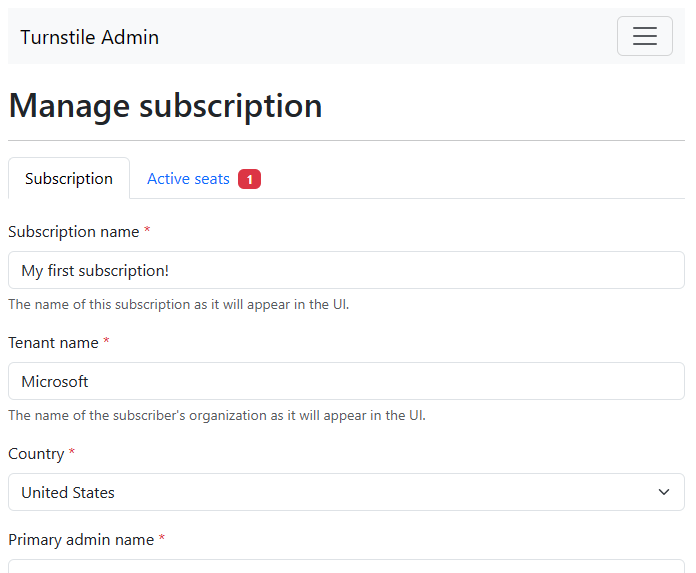 Turnstile Admin
Manage subscription
Subscription Active seats 1
Subscription name *
My first subscription!
The name of this subscription as it will appear in the UI.
Tenant name *
Microsoft
The name of the subscriber's organization as it will appear in the UI.
Country *
United States
Primary admin name *